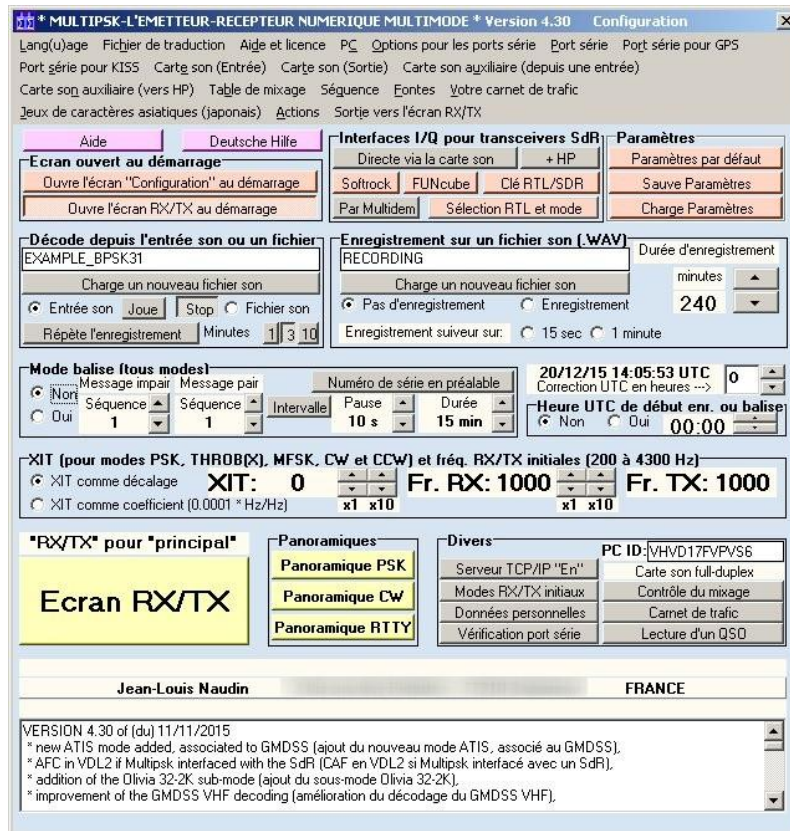 * MULTIPSK-L'EMETTEUR-RECEPTEUR NUMERIQUE MULTIMODE * Version 4.30 Configuration
Lang(u)age Fichier de traduction Aide et licence PC Options pour les ports série Port série Port série pour GPS
Port série pour KISS Carte son (Entrée) Carte son (Sortie) Carte son auxiliaire (depuis une entrée)
Carte son auxiliaire (vers HP) Table de mixage Séquence Fontes Votre carnet de trafic
Jeux de caractères asiatiques (japonais) Actions Sortie vers l'écran RX/TX
Aide Deutsche Hilfe
Ecran ouvert au démarrage
Ouvre l'écran "Configuration" au démarrage
Ouvre l'écran RX/TX au démarrage
Interfaces I/Q pour transceivers SdR
Directe via la carte son + HP
Softrock FUNcube Clé RTL/SDR
Par Multidem Sélection RTL et mode
Paramètres
Paramètres par défaut
Sauve Paramètres
Charge Paramètres
Décode depuis l'entrée son ou un fichier
EXAMPLE_BPSK31
Charge un nouveau fichier son
Entrée son Joue Stop Fichier son
Répète l'enregistrement Minutes 1 3 10
Enregistrement sur un fichier son (.WAV)
RECORDING
Charge un nouveau fichier son
Pas d'enregistrement Enregistrement
Enregistrement suiveur sur: 15 sec 1 minute
Durée d'enregistrement
minutes
240
Mode balise (tous modes)
Non
Oui
Message impair Message pair
Séquence Séquence
1 1
Numéro de série en préalable
Intervalle
Pause Durée
10 s 15 min
20/12/15 14:05:53 UTC
Correction UTC en heures ---> 0
Heure UTC de début enr. ou balise
Non Oui 00:00
XIT (pour modes PSK, THROB(X), MFSK, CW et CCW) et fréq. RX/TX initiales (200 à 4300 Hz)
XIT comme décalage XIT: 0 Fr. RX: 1000 Fr. TX: 1000
XIT comme coefficient (0.0001 * Hz/Hz) x1 x10 x1 x10
"RX/TX" pour "principal"
Ecran RX/TX
Panoramiques
Panoramique PSK
Panoramique CW
Panoramique RTTY
Divers
PC ID: VHVD17FVPVS6
Serveur TCP/IP "En" Carte son full-duplex
Modes RX/TX initiaux Contrôle du mixage
Données personnelles Carnet de trafic
Vérification port série Lecture d'un QSO
Jean-Louis Naudin FRANCE
VERSION 4.30 of (du) 11/11/2015
* new ATIS mode added, associated to GMDSS (ajout du nouveau mode ATIS, associé au GMDSS),
* AFC in VDL2 if Multipsk interfaced with the SdR (CAF en VDL2 si Multipsk interfacé avec un SdR),
* addition of the Olivia 32-2K sub-mode (ajout du sous-mode Olivia 32-2K),
* improvement of the GMDSS VHF decoding (amélioration du décodage du GMDSS VHF),